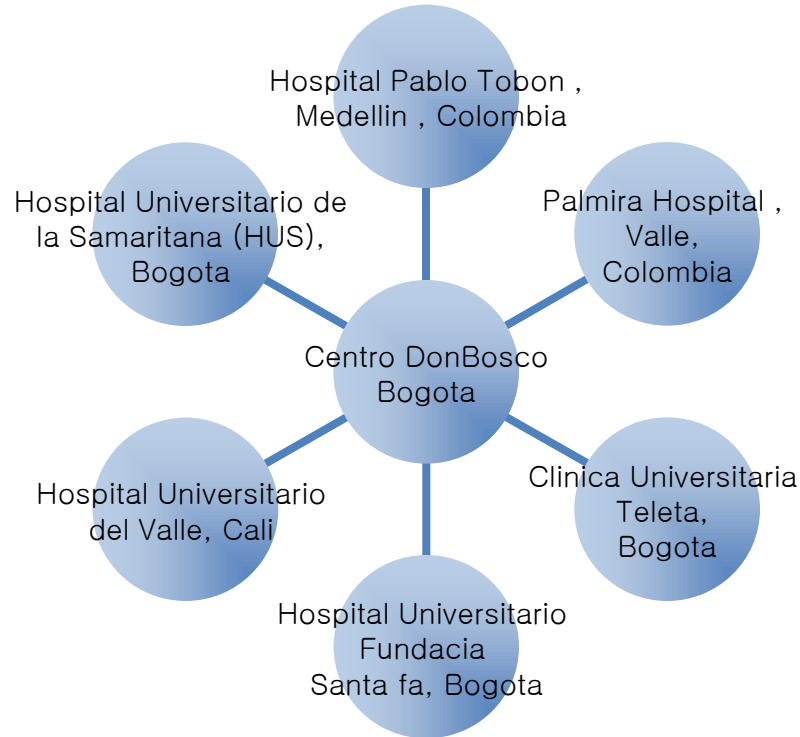 Hospital Pablo Tobon ,
Medellin , Colombia
Hospital Universitario de
la Samaritana (HUS),
Bogota
Palmira Hospital ,
Valle,
Colombia
Centro DonBosco
Bogota
Hospital Universitario
del Valle, Cali
Clinica Universitaria
Teleta,
Bogota
Hospital Universitario
Fundacia
Santa fa, Bogota